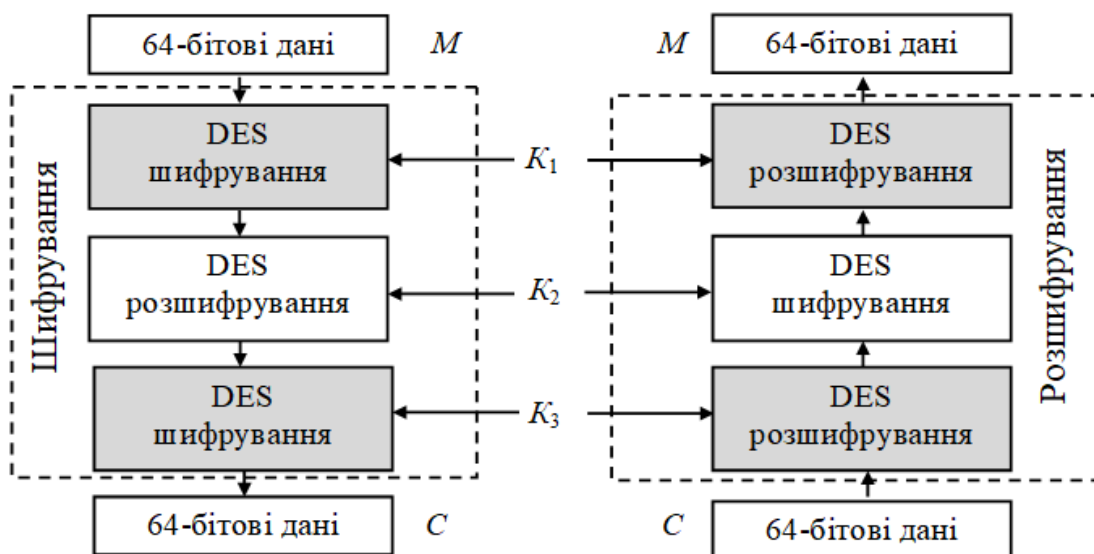 64-бітові дані
M
DES
шифрування
DES
розшифрування
DES
шифрування
64-бітові дані
C
Шифрування
K1
K2
K3
M
64-бітові дані
DES
розшифрування
DES
шифрування
DES
розшифрування
C
64-бітові дані
Розшифрування